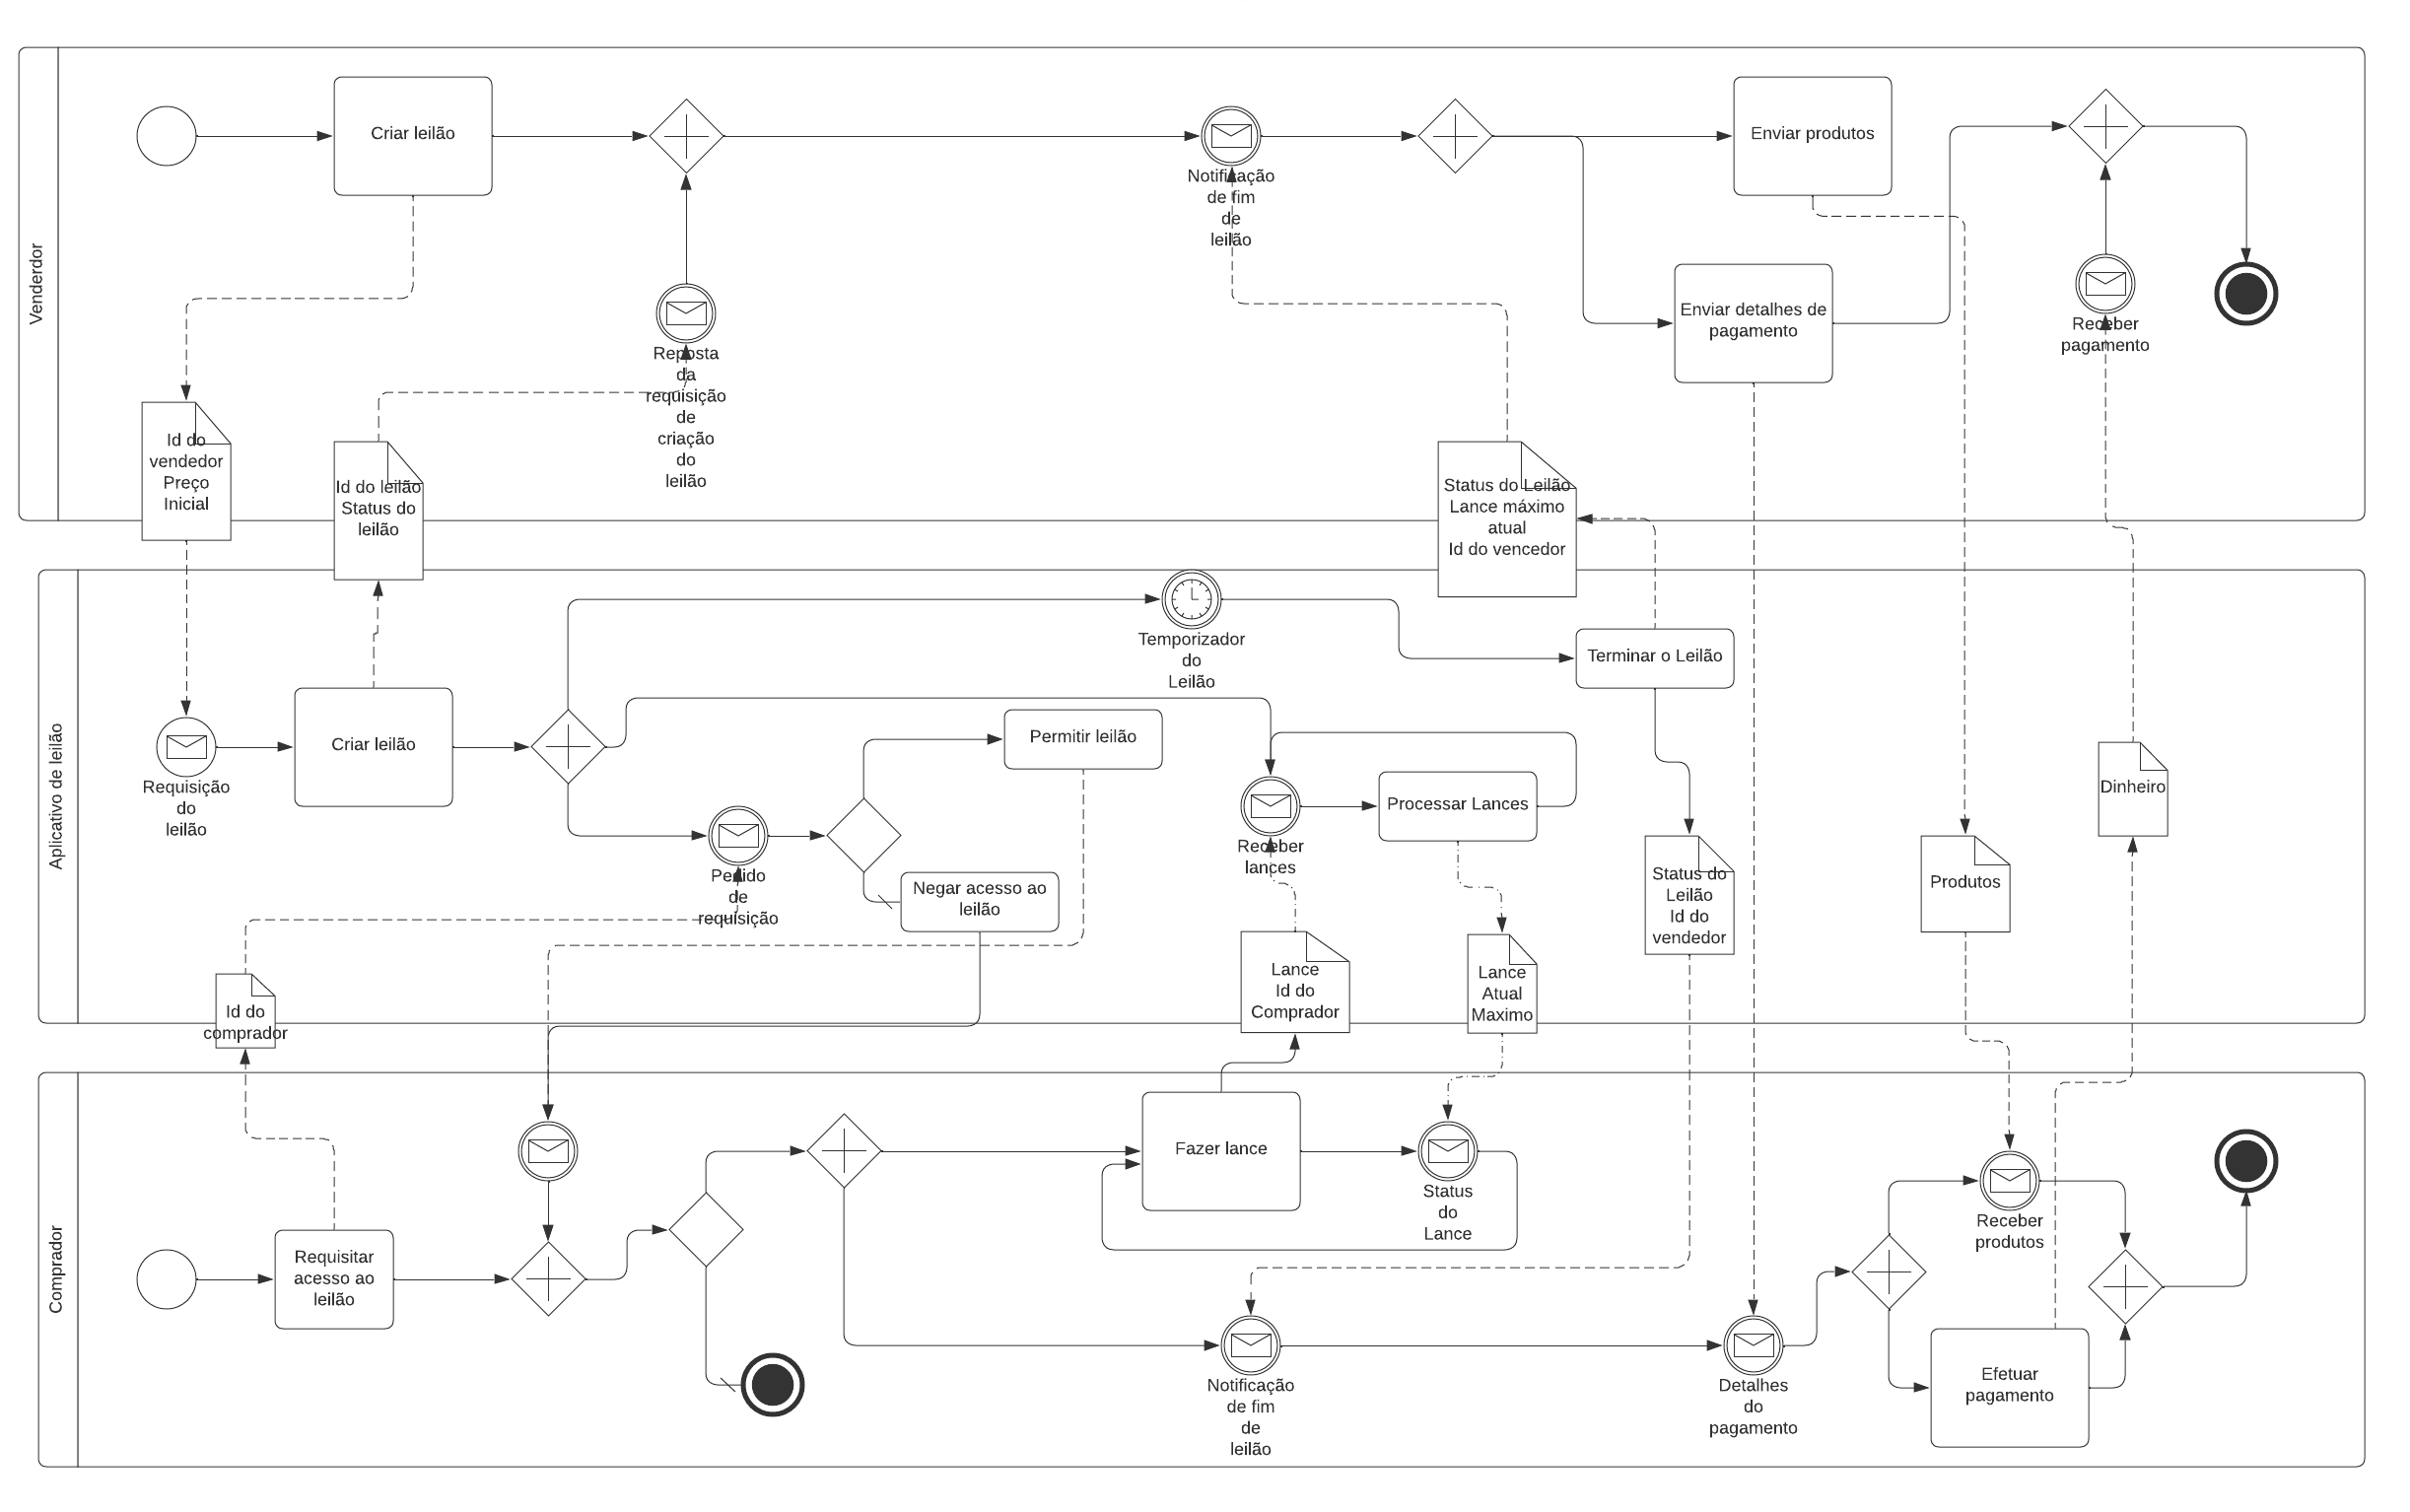 Venderdor
Criar leilão
Notificação
de fim
de
leilão
Enviar produtos
Enviar detalhes de
pagamento
Receber
pagamento
Reposta
da
requisição
de
criação
do
leilão
Id do
vendedor
Preço
Inicial
Id do leilão
Status do
leilão
Status do Leilão
Lance máximo
atual
Id do vencedor
Aplicativo de leilão
Temporizador
do
Leilão
Terminar o Leilão
Requisição
do
leilão
Criar leilão
Permitir leilão
Pedido
de
requisição
Negar acesso ao
leilão
Receber
lances
Processar Lances
Dinheiro
Status do
Leilão
Id do
vendedor
Produtos
Id do
comprador
Lance
Id do
Comprador
Lance
Atual
Maximo
Comprador
Requisitar
acesso ao
leilão
Fazer lance
Status
do
Lance
Receber
produtos
Notificação
de fim
de
leilão
Detalhes
do
pagamento
Efetuar
pagamento